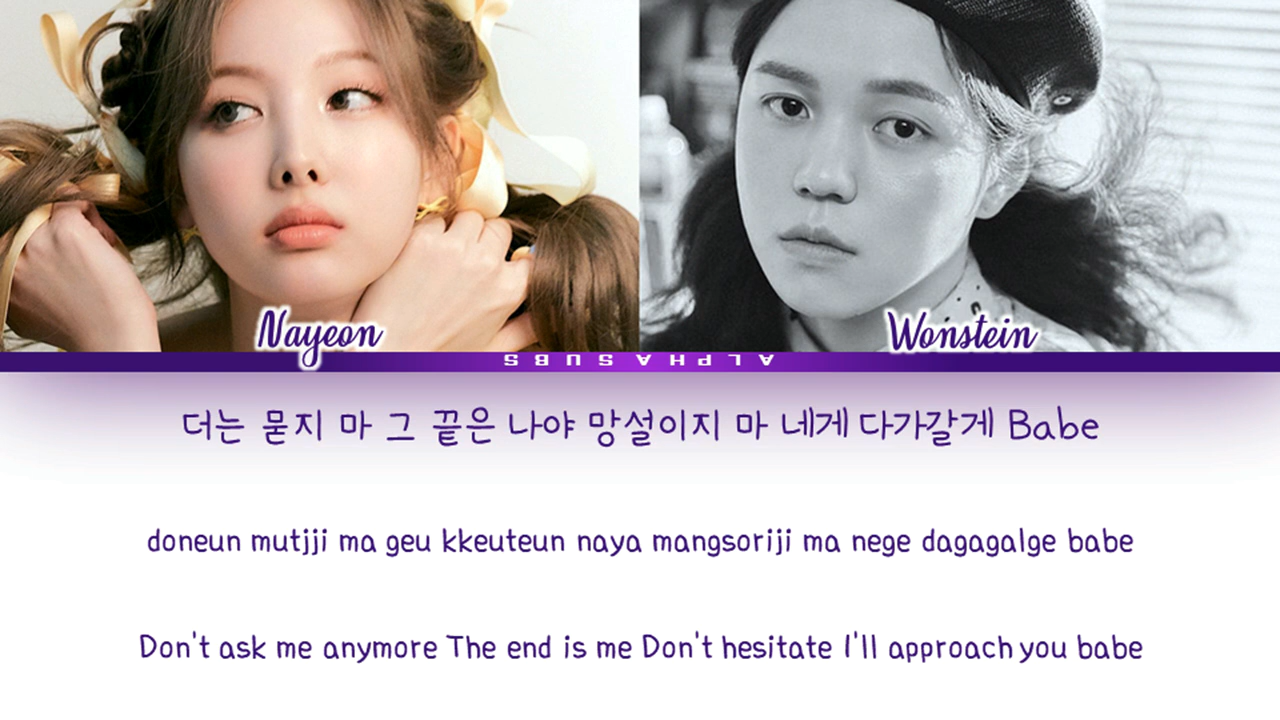 Nayeon
Wonstein
ALPHASUBS
더는 묻지 마 그 끝은 나야 망설이지 마 네게 다가갈게 Babe
doneun mutjji ma geu kkeuteun naya mangsoriji ma nege dagagalge babe
Don't ask me anymore The end is me Don't hesitate I'll approach you babe